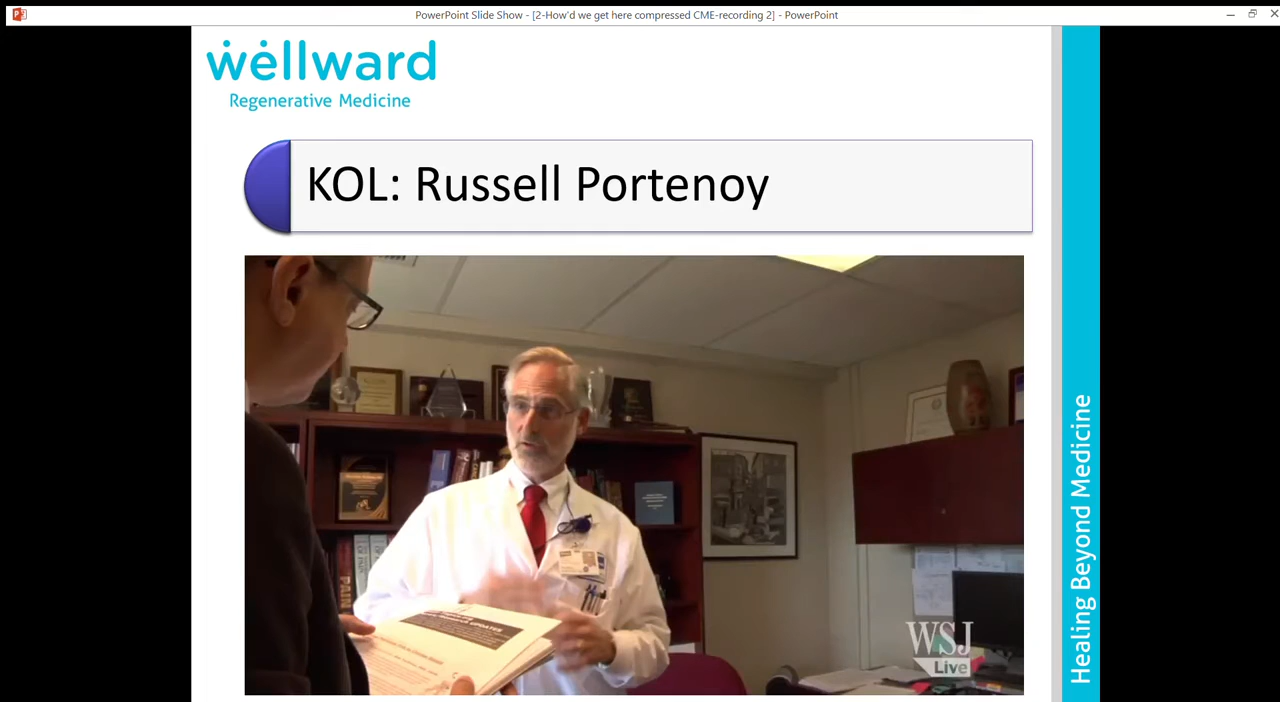 PowerPoint Slide Show - [2-How'd we get here compressed CME-recording 2] - PowerPoint
wellward
Regenerative Medicine
KOL: Russell Portenoy
PAIN
WSJ
Live
Healing Beyond Medicine